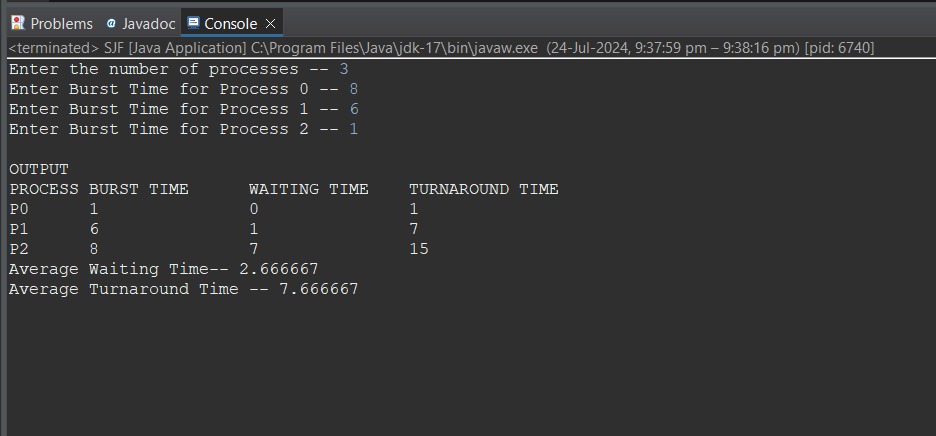 Problems @ Javadoc Console
<terminated> SJF [Java Application] C:\Program Files\Java\jdk-17\bin\javaw.exe (24-Jul-2024, 9:37:59 pm – 9:38:16 pm) [pid: 6740]
Enter the number of processes -- 3
Enter Burst Time for Process 0 -- 8
Enter Burst Time for Process 1 -- 6
Enter Burst Time for Process 2 -- 1
OUTPUT
PROCESS BURST TIME WAITING TIME TURNAROUND TIME
P0 1 0 1
P1 6 1 7
P2 8 7 15
Average Waiting Time-- 2.666667
Average Turnaround Time -- 7.666667